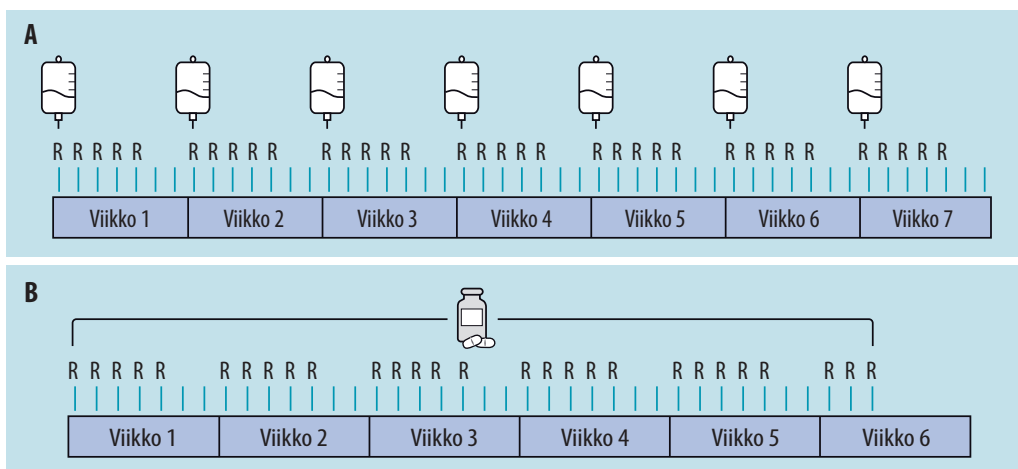 A
R R R R R R R R R R R R R R R R R R R R R R R R R R R R R R R R R R R
Viikko 1 Viikko 2 Viikko 3 Viikko 4 Viikko 5 Viikko 6 Viikko 7
B
R R R R R R R R R R R R R R R R R R R R R R R R R R R R
Viikko 1 Viikko 2 Viikko 3 Viikko 4 Viikko 5 Viikko 6